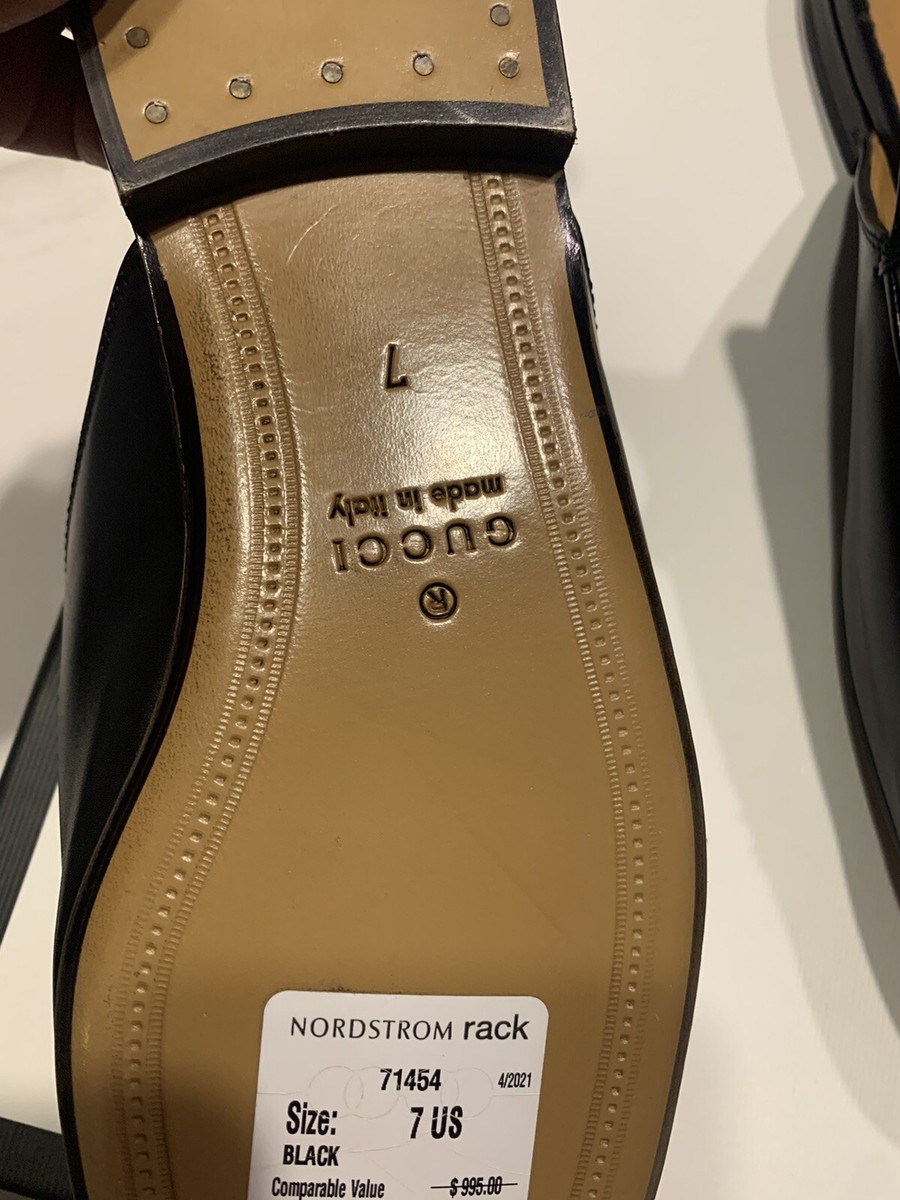 7
made in italy
GUCCI
®
NORDSTROM rack
71454 4/2021
Size: 7 US
BLACK
Comparable Value $995.00